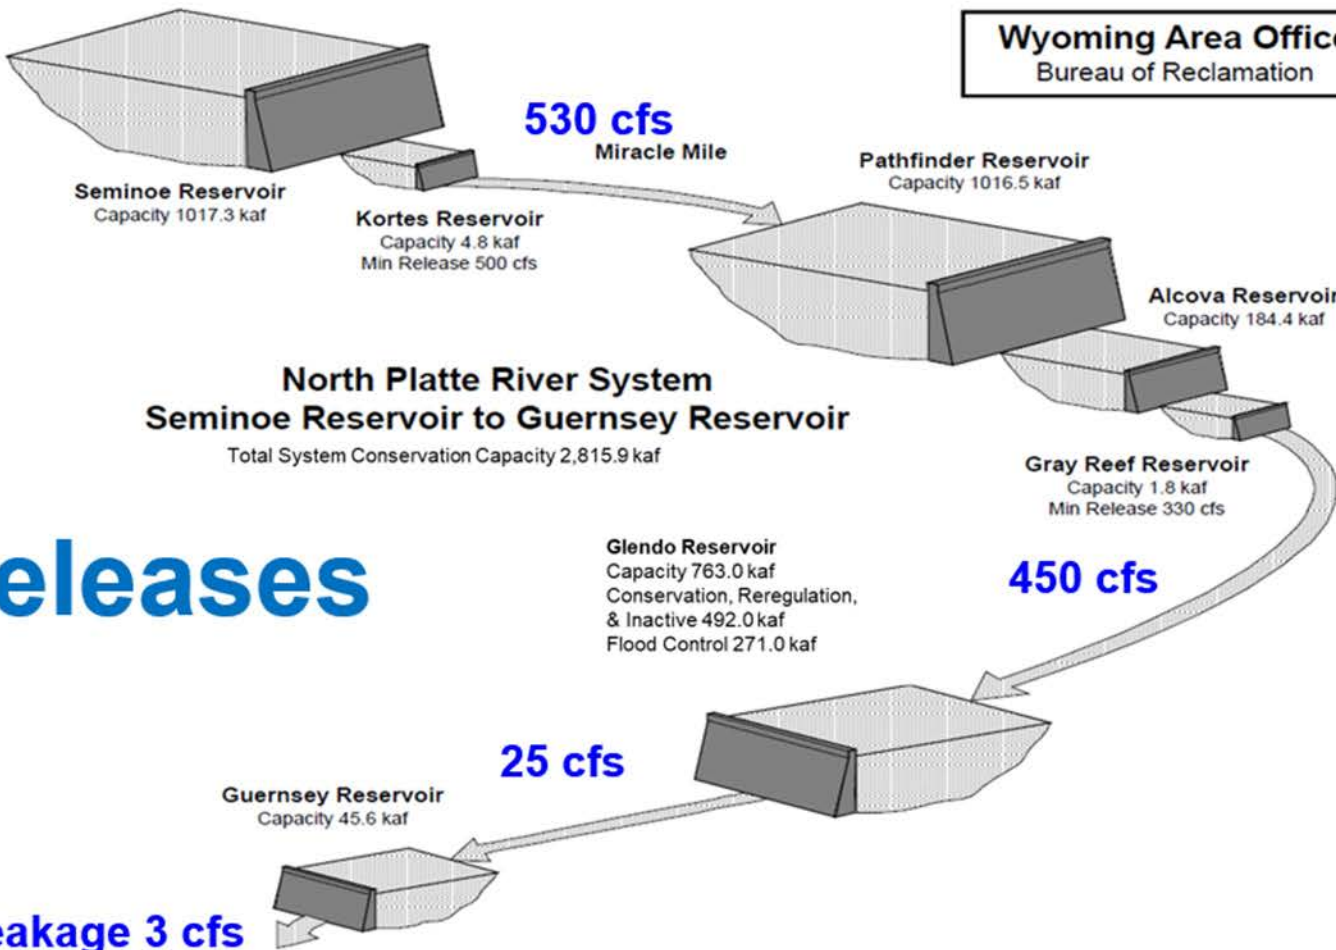 Wyoming Area Office
Bureau of Reclamation
530 cfs
Miracle Mile
Seminoe Reservoir
Capacity 1017.3 kaf
Kortes Reservoir
Capacity 4.8 kaf
Min Release 500 cfs
Pathfinder Reservoir
Capacity 1016.5 kaf
Alcova Reservoir
Capacity 184.4 kaf
North Platte River System
Seminoe Reservoir to Guernsey Reservoir
Total System Conservation Capacity 2,815.9 kaf
Gray Reef Reservoir
Capacity 1.8 kaf
Min Release 330 cfs
eleases
Glendo Reservoir
Capacity 763.0 kaf
Conservation, Reregulation,
& Inactive 492.0 kaf
Flood Control 271.0 kaf
450 cfs
25 cfs
Guernsey Reservoir
Capacity 45.6 kaf
eakage 3 cfs